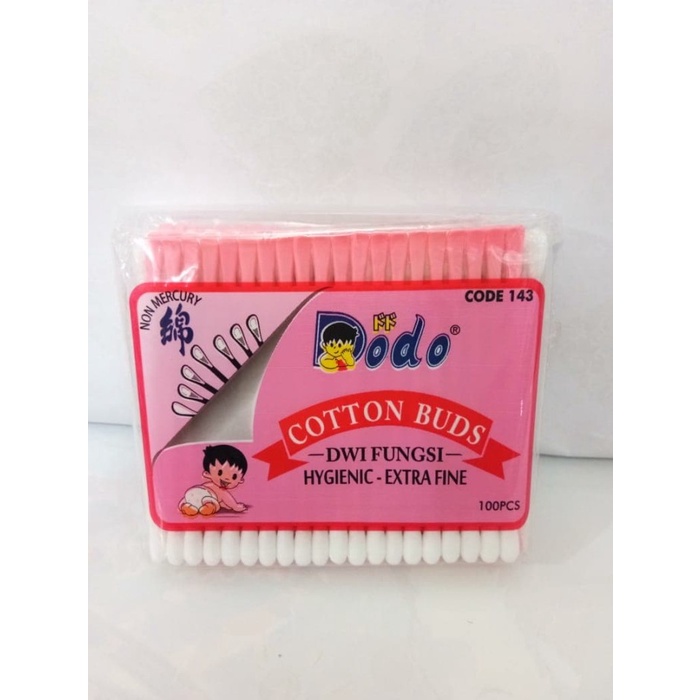 NON MERCURY
綿
CODE 143
ドド
Dodo®
COTTON BUDS
—DWI FUNGSI—
HYGIENIC - EXTRA FINE
100PCS